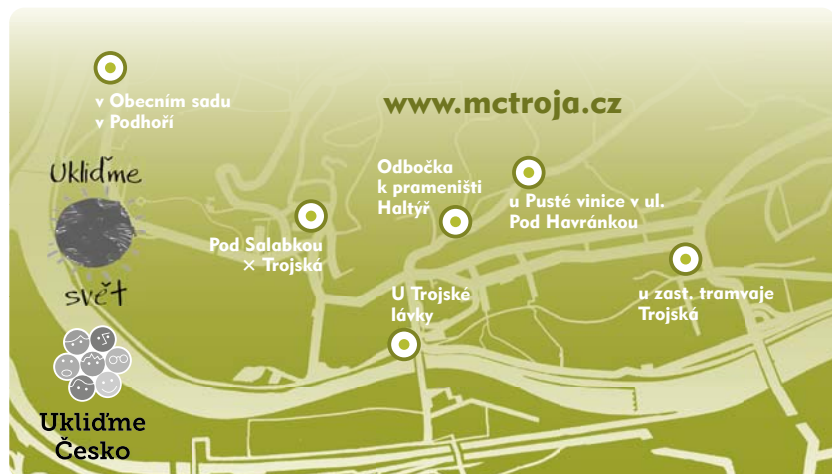 v Obecním sadu
v Podhoří
www.mctroja.cz
Ukliďme
svět
Odbočka
k prameništi
Haltýř
u Pusté vinice v ul.
Pod Havránkou
Pod Salabkou
× Trojská
U Trojské
lávky
u zast. tramvaje
Trojská
Ukliďme
Česko